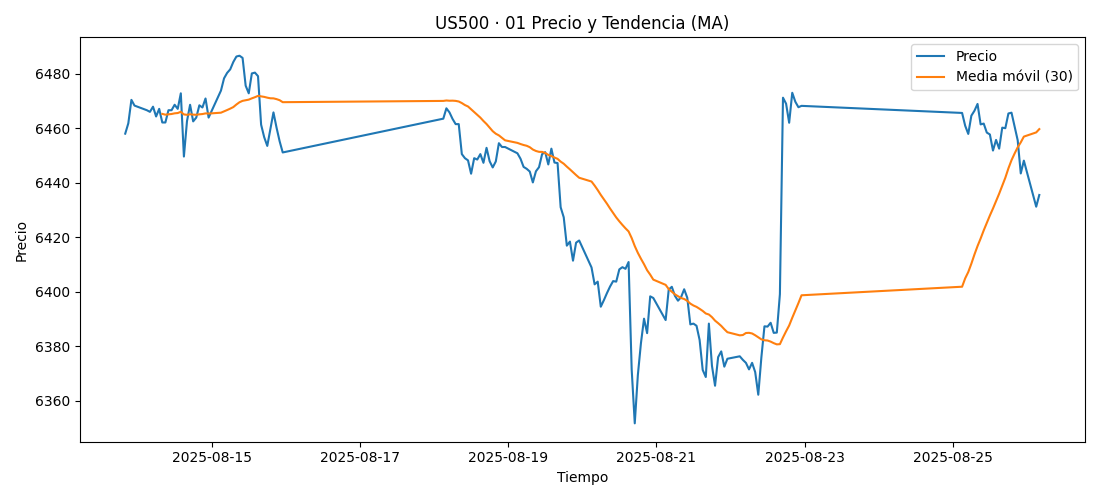 US500 · 01 Precio y Tendencia (MA)
Precio
Media móvil (30)
Precio
6480
6460
6440
6420
6400
6380
6360
2025-08-15
2025-08-17
2025-08-19
2025-08-21
2025-08-23
2025-08-25
Tiempo